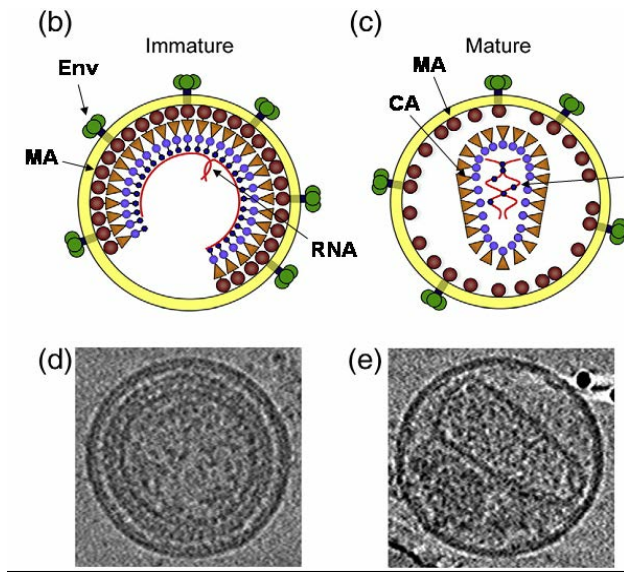 (b)
Immature
(c)
Mature
Env
MA
MA
CA
RNA
(d)
(e)